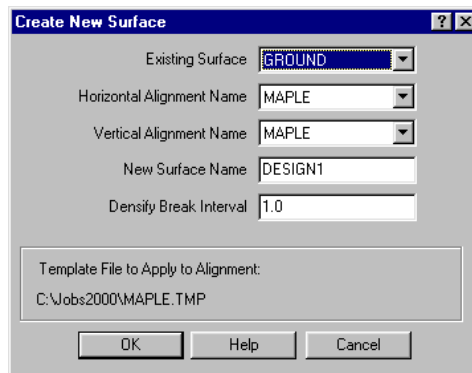 Create New Surface
Existing Surface GROUND
Horizontal Alignment Name MAPLE
Vertical Alignment Name MAPLE
New Surface Name DESIGN1
Densify Break Interval 1.0
Template File to Apply to Alignment:
C:\Jobs2000\MAPLE.TMP
OK Help Cancel